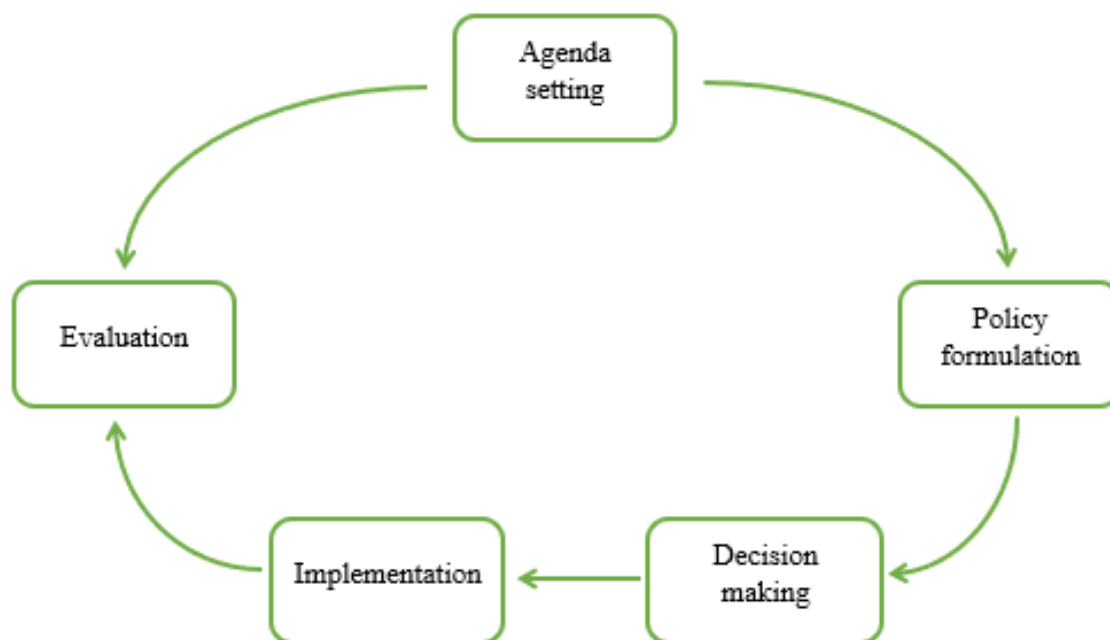 Agenda
setting
Policy
formulation
Decision
making
Implementation
Evaluation